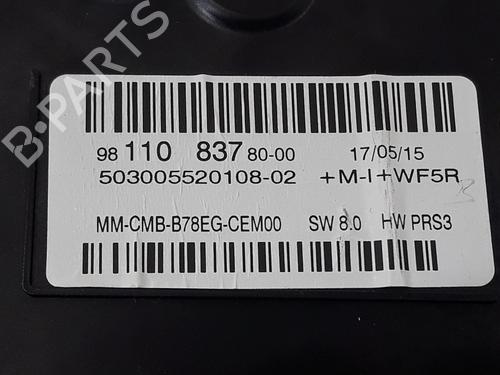 B-PARTS
98 110 837 80-00 17/05/15
503005520108-02 +M-I+WF5R
MM-CMB-B78EG-CEM00 SW 8.0 HW PRS3